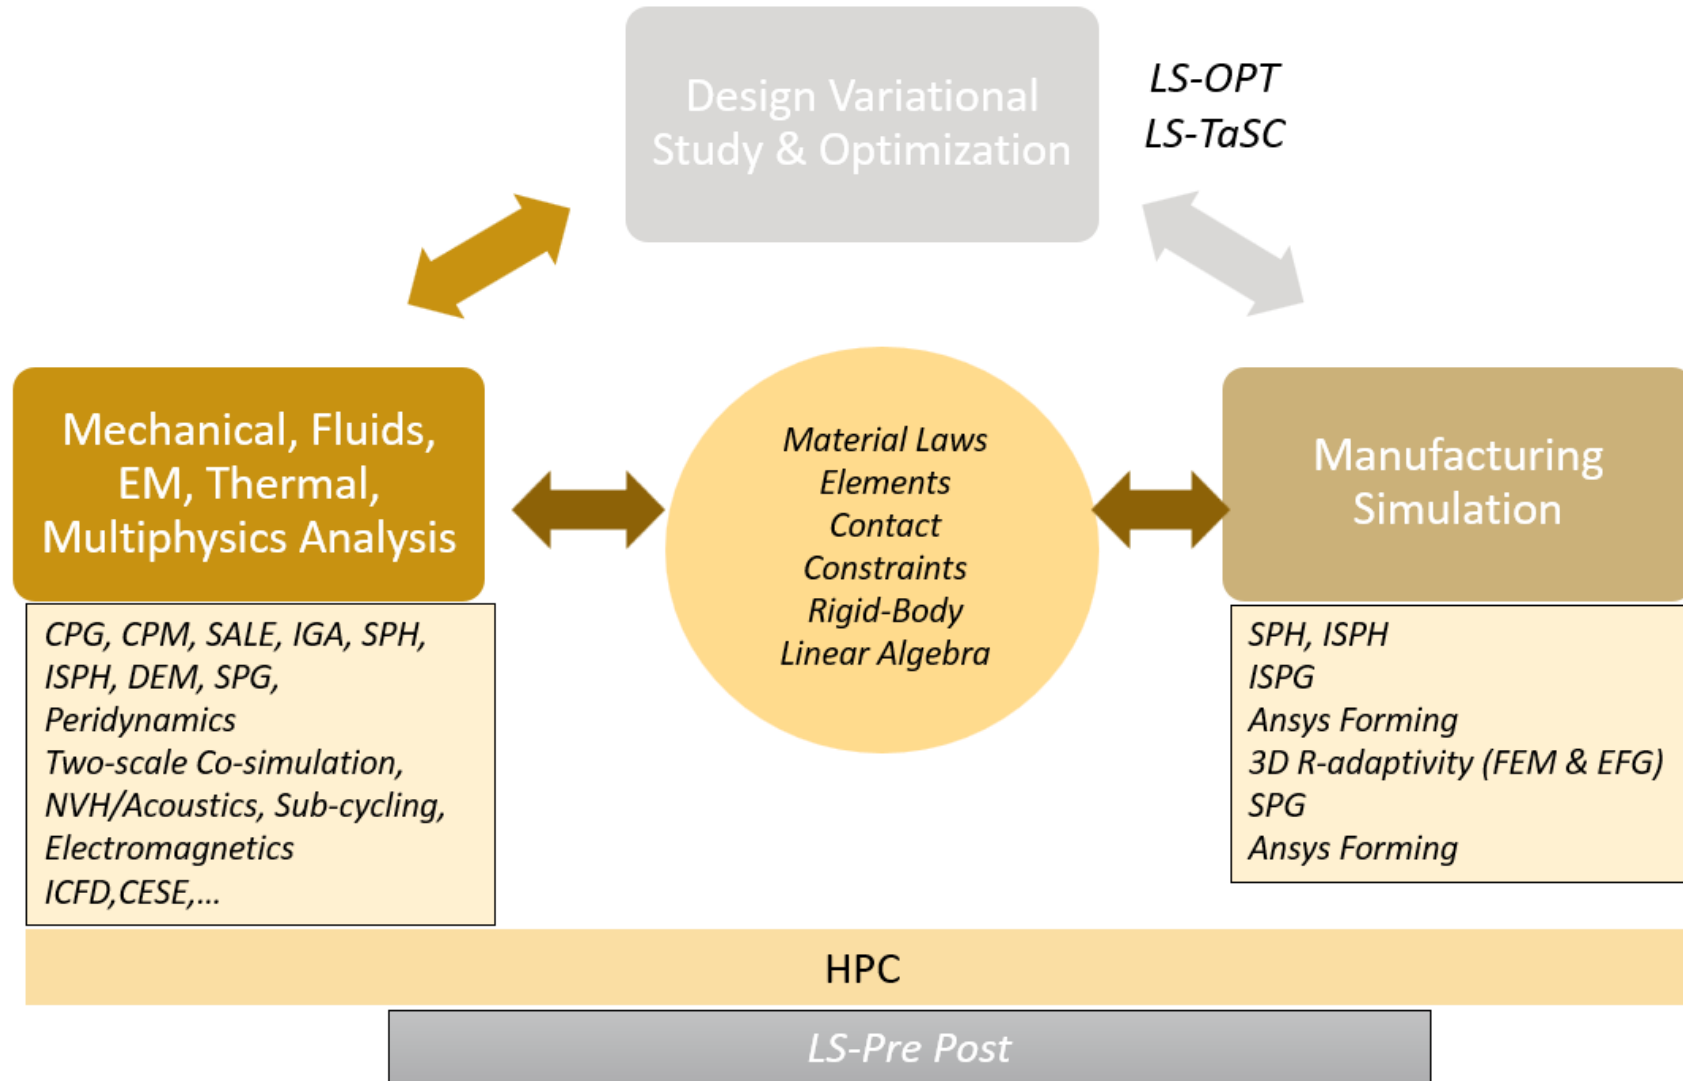 Design Variational
Study & Optimization
LS-OPT
LS-TaSC
Mechanical, Fluids,
EM, Thermal,
Multiphysics Analysis
Material Laws
Elements
Contact
Constraints
Rigid-Body
Linear Algebra
Manufacturing
Simulation
CPG, CPM, SALE, IGA, SPH,
ISPH, DEM, SPG,
Peridynamics
Two-scale Co-simulation,
NVH/Acoustics, Sub-cycling,
Electromagnetics
ICFD,CESE,...
SPH, ISPH
ISPG
Ansys Forming
3D R-adaptivity (FEM & EFG)
SPG
Ansys Forming
HPC
LS-Pre Post